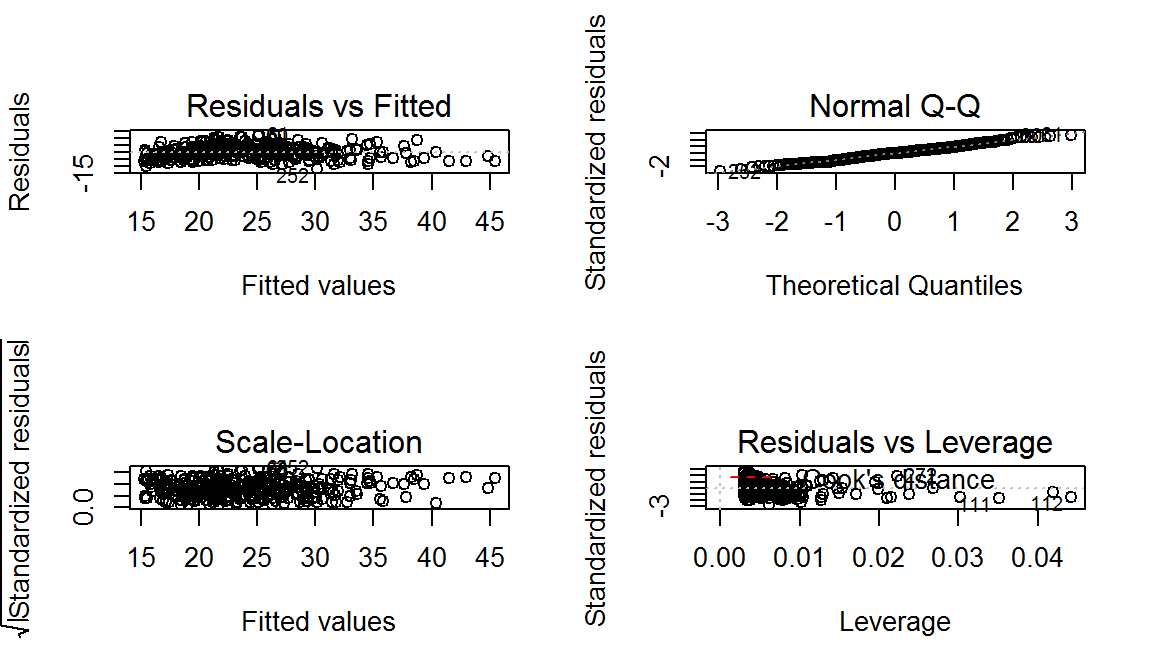 Residuals vs Fitted
Residuals
-15
252
15 20 25 30 35 40 45
Fitted values
Normal Q-Q
Standardized residuals
-2
-3 -2 -1 0 1 2 3
Theoretical Quantiles
Scale-Location
√|Standardized residuals|
0.0
15 20 25 30 35 40 45
Fitted values
Residuals vs Leverage
Standardized residuals
-3
Cook's distance
111
112
0.00 0.01 0.02 0.03 0.04
Leverage